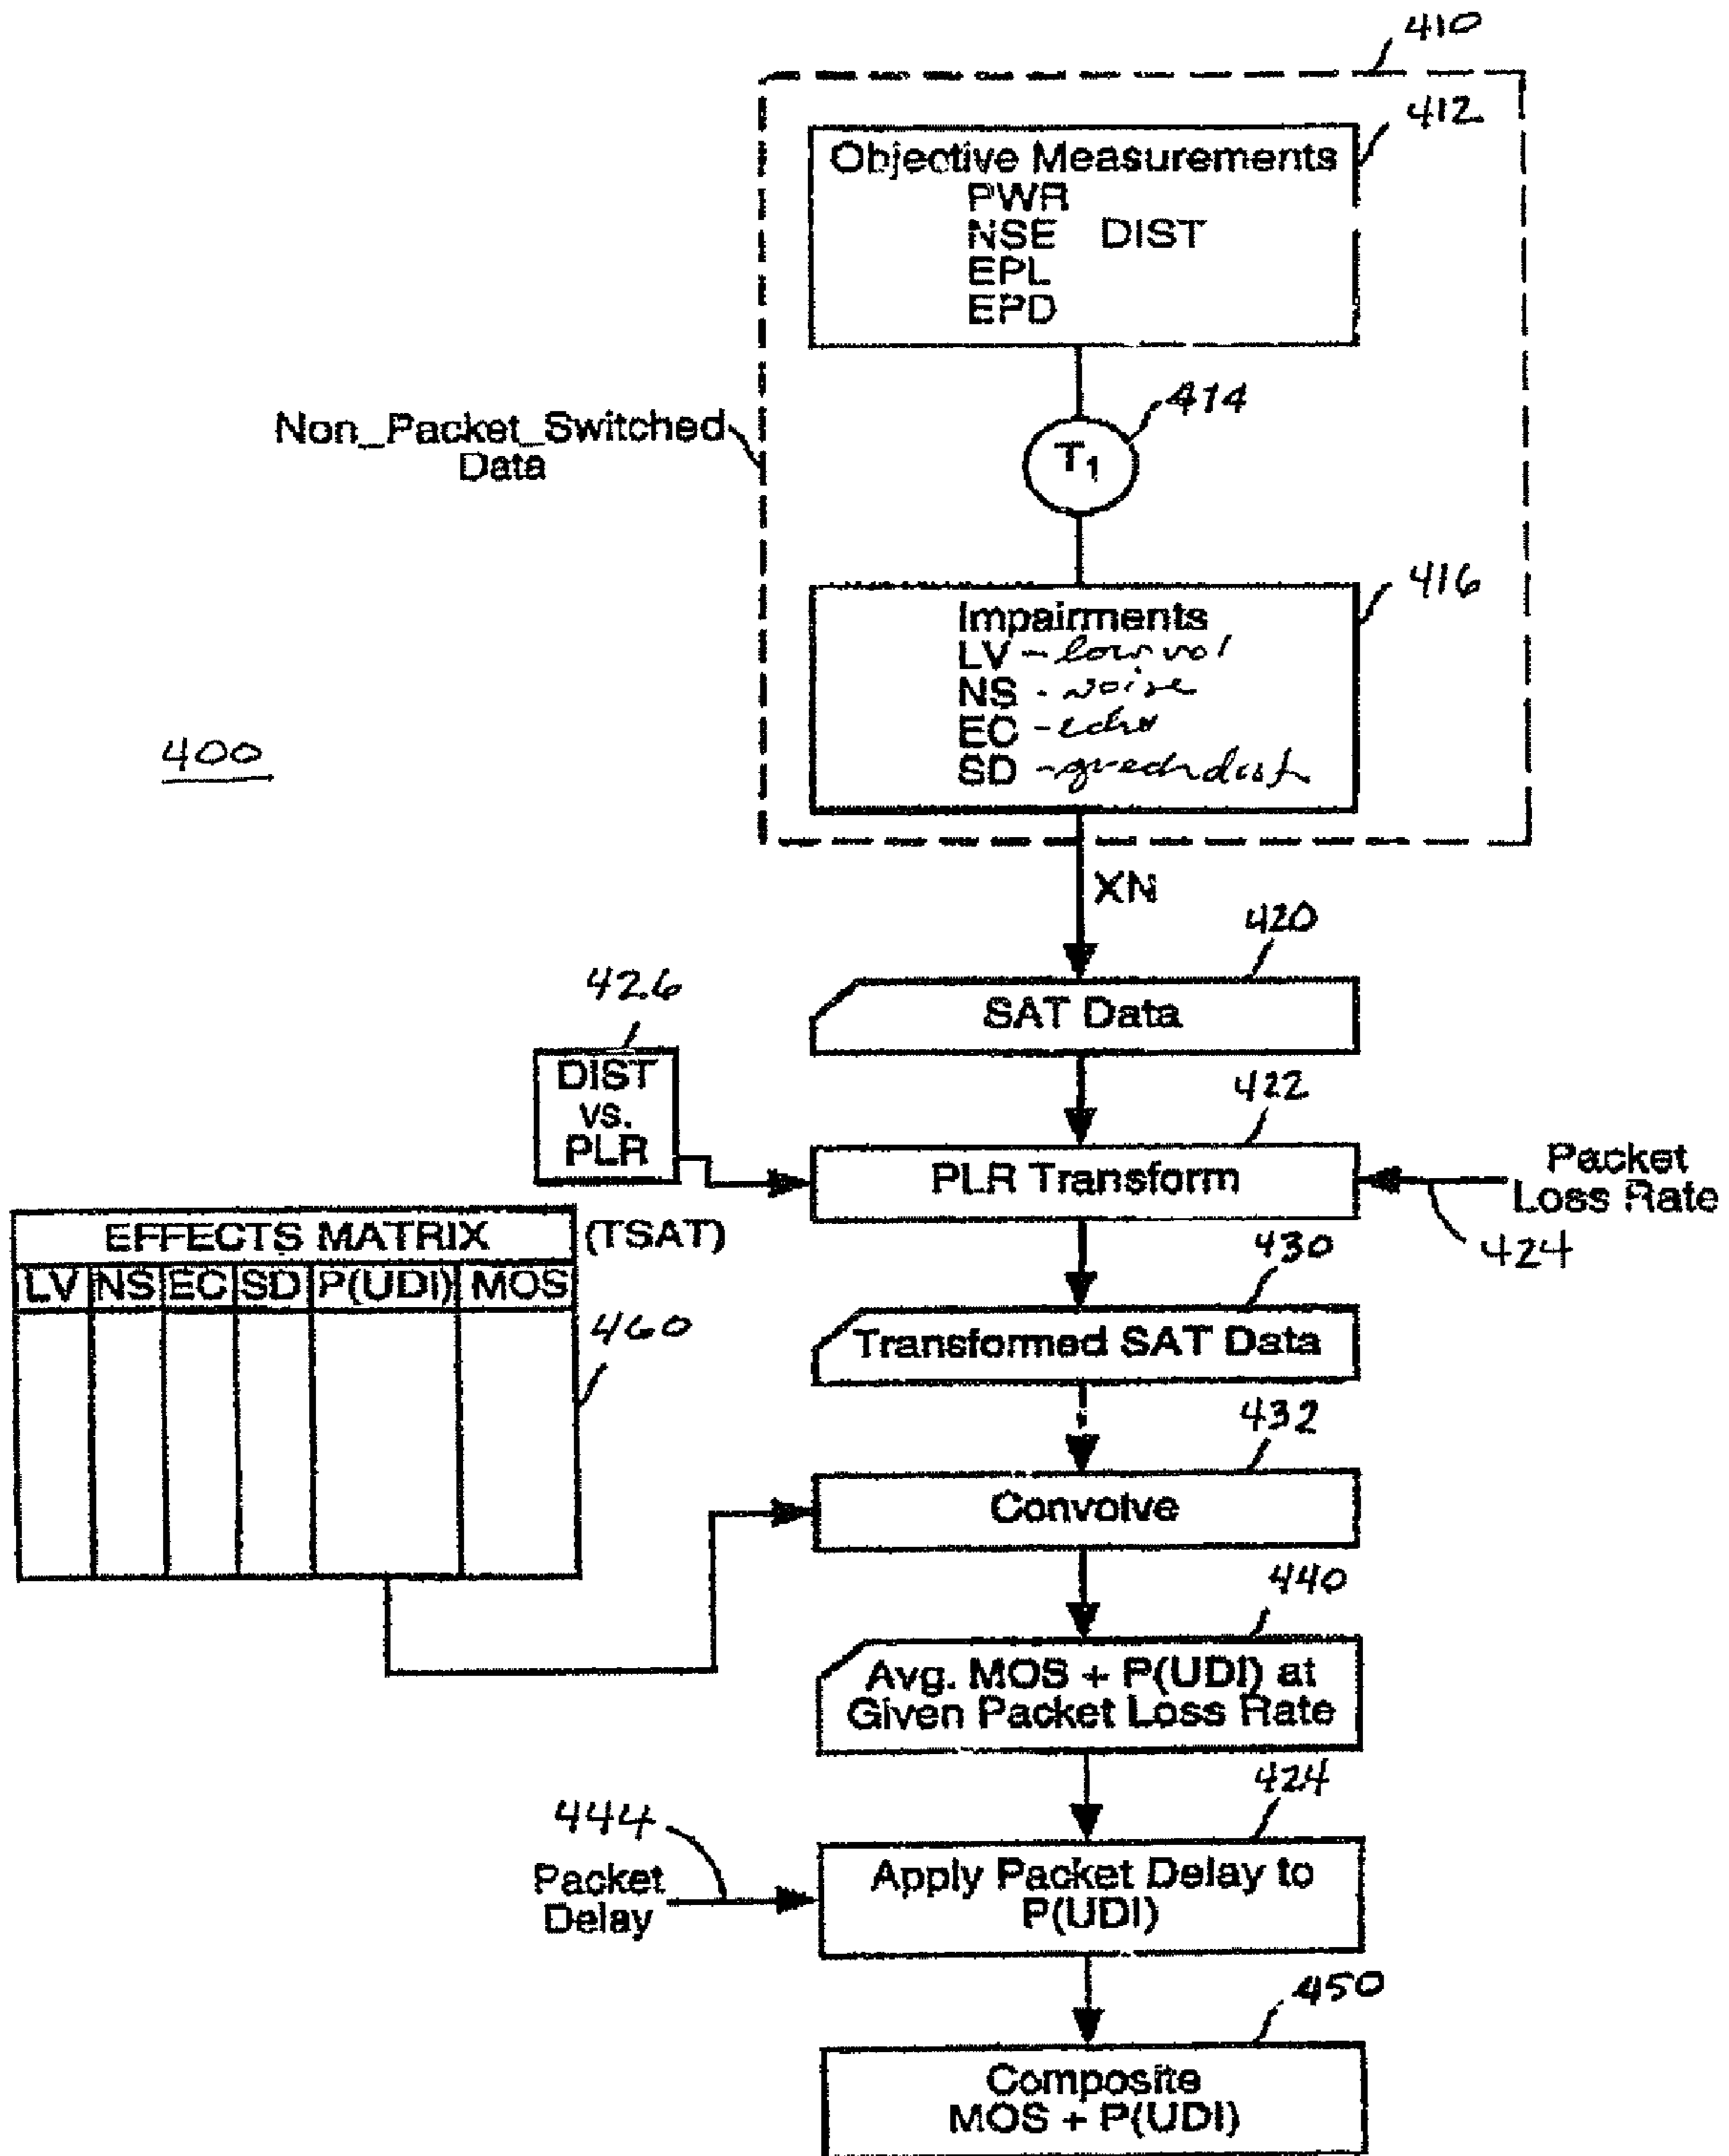 410
412
Objective Measurements
PWR
NSE DIST
EPL
EPD
414
T1
Non_Packet_Switched
Data
416
Impairments
LV - low vol
NS - noise
EC - echo
SD - speech dist
400
XN
420
SAT Data
426
DIST
vs.
PLR
422
PLR Transform
Packet
Loss Rate
424
EFFECTS MATRIX (TSAT)
LV NS EC SD P(UDI) MOS
460
430
Transformed SAT Data
432
Convolve
440
Avg. MOS + P(UDI) at
Given Packet Loss Rate
424
444
Packet
Delay
Apply Packet Delay to
P(UDI)
450
Composite
MOS + P(UDI)